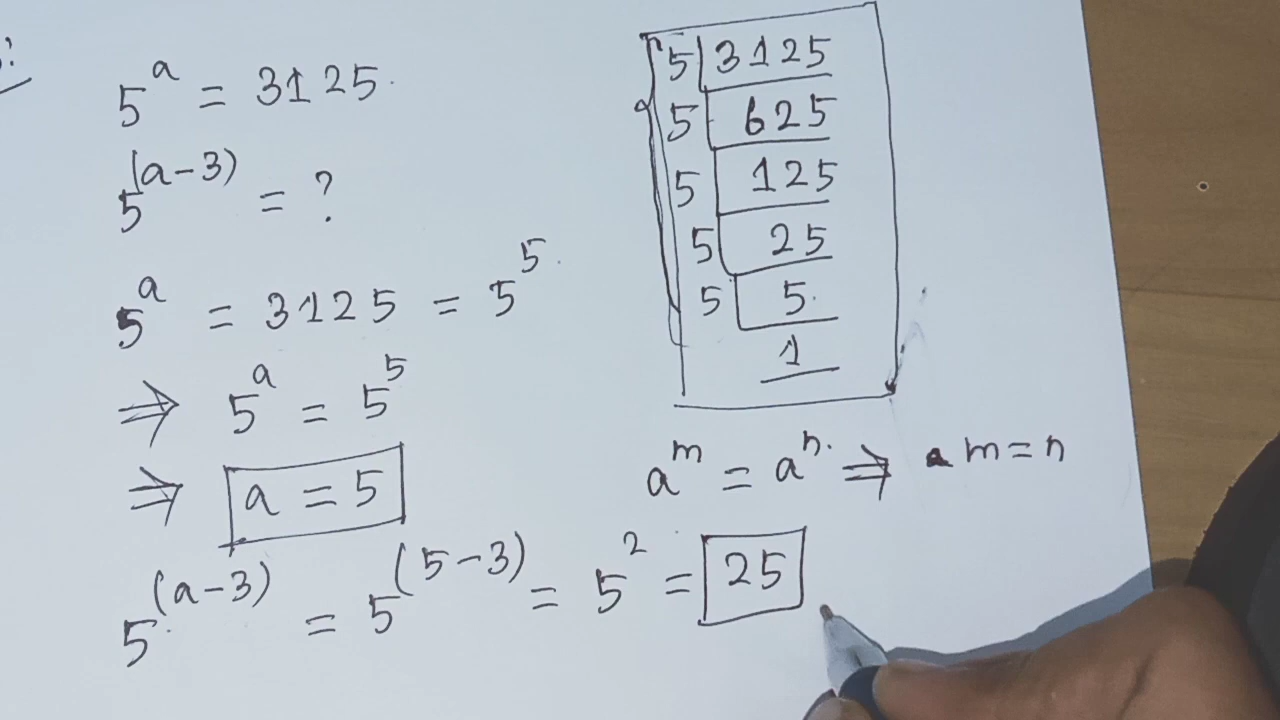 :
5^a = 3125.
5^(a-3) = ?
5^a = 3125 = 5^5.
⇒ 5^a = 5^5
⇒ a = 5
5^(a-3) = 5^(5-3) = 5^2 = 25
5 | 3125
5 | 625
5 | 125
5 | 25
5 | 5
1
a^m = a^n. ⇒ m = n